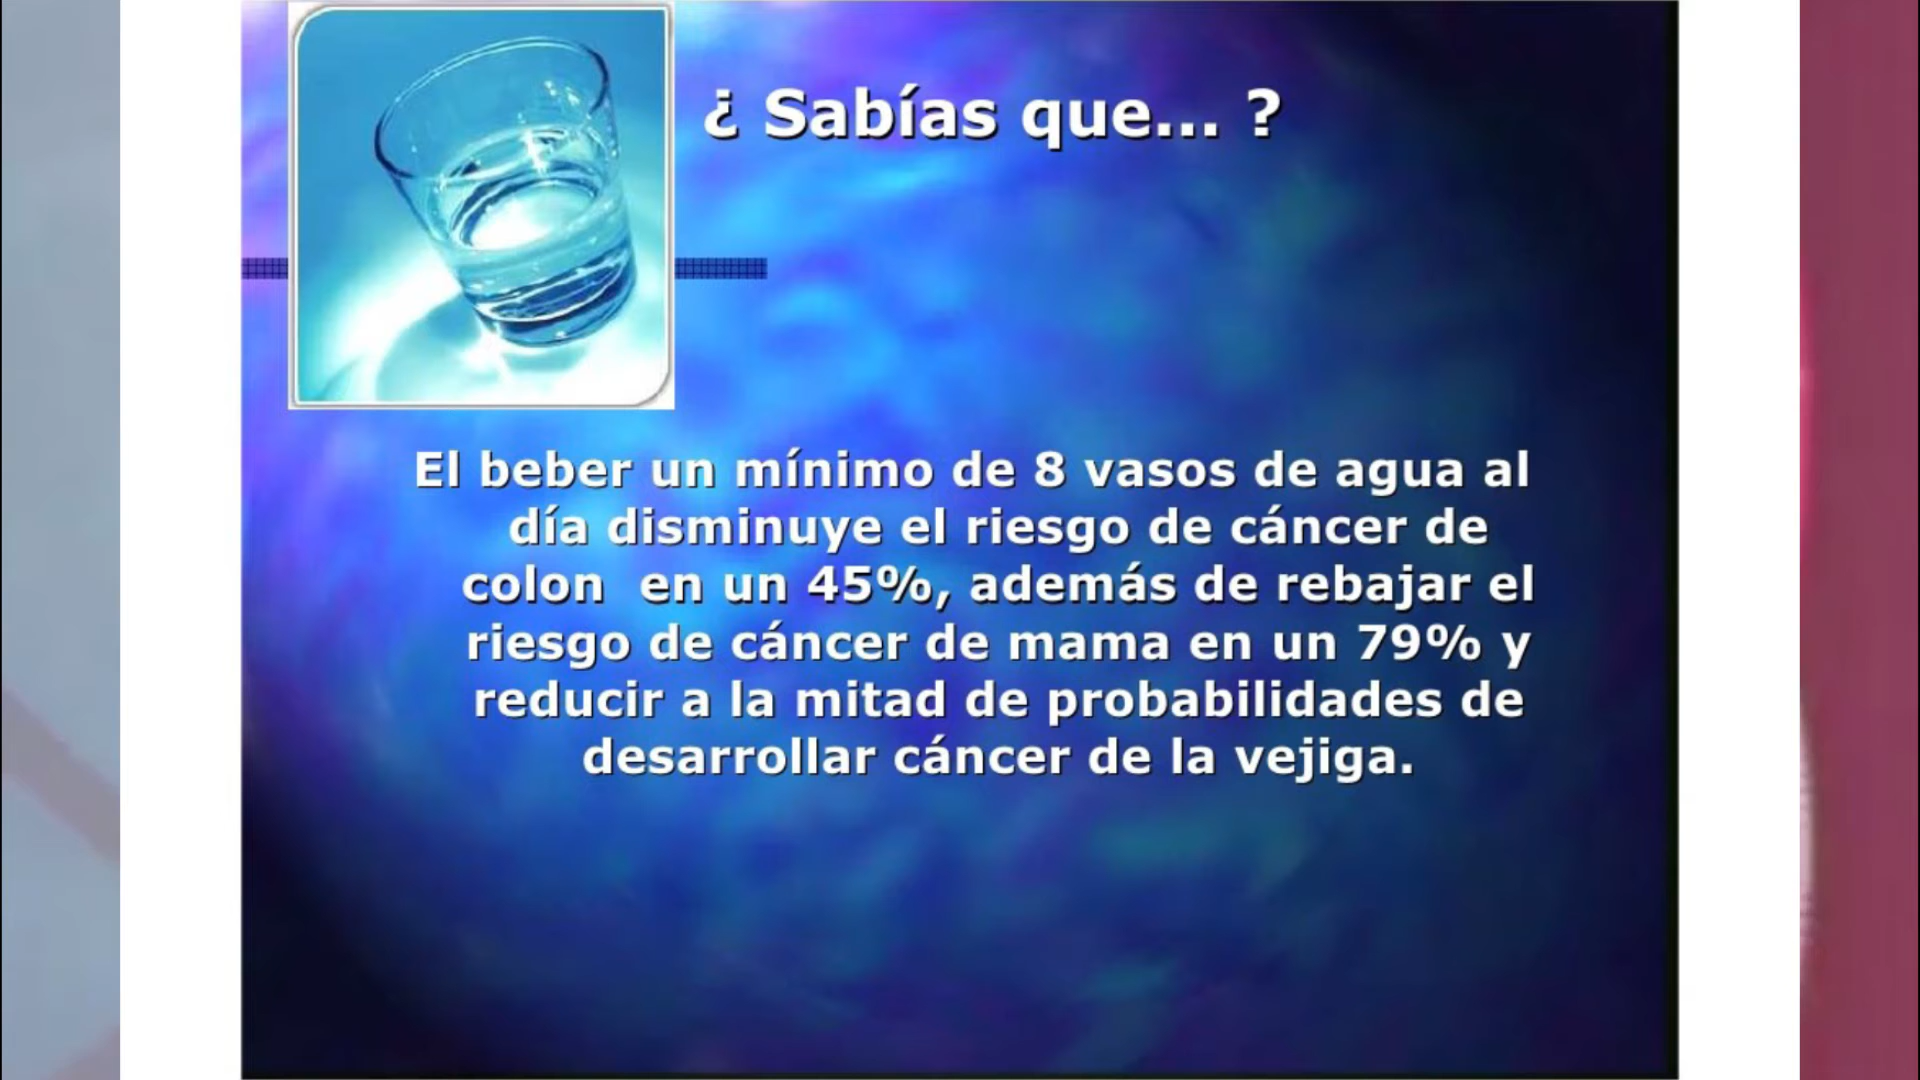 ¿ Sabías que... ?
El beber un mínimo de 8 vasos de agua al
día disminuye el riesgo de cáncer de
colon  en un 45%, además de rebajar el
riesgo de cáncer de mama en un 79% y
reducir a la mitad de probabilidades de
desarrollar cáncer de la vejiga.